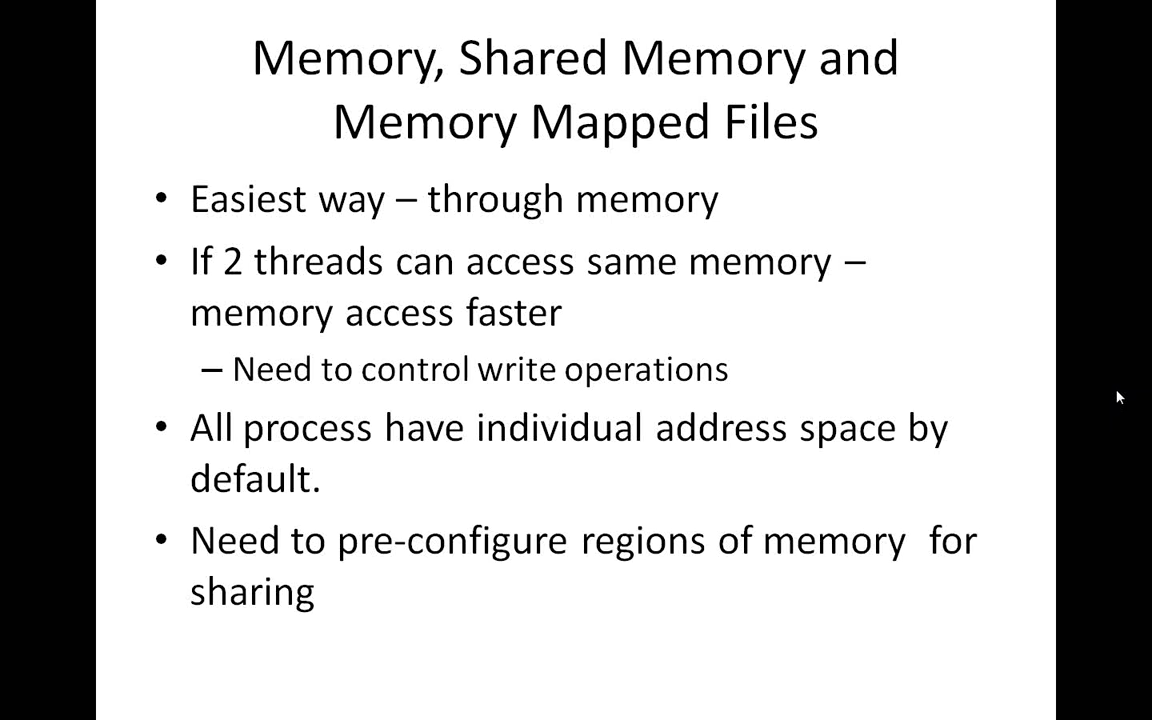 Memory, Shared Memory and
Memory Mapped Files
• Easiest way – through memory
• If 2 threads can access same memory –
memory access faster
– Need to control write operations
• All process have individual address space by
default.
• Need to pre-configure regions of memory  for
sharing